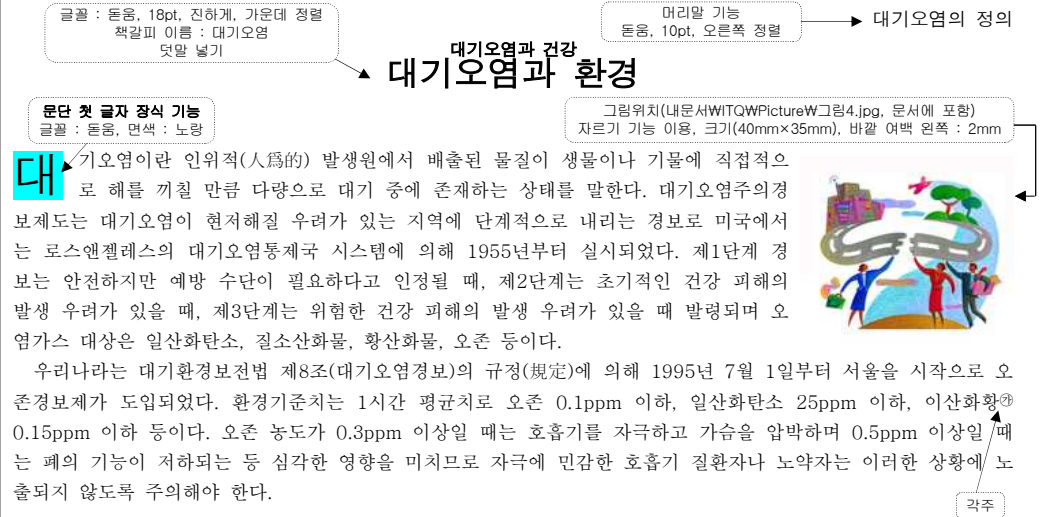 글꼴 : 돋움, 18pt, 진하게, 가운데 정렬
책갈피 이름 : 대기오염
덧말 넣기
머리말 기능
돋움, 10pt, 오른쪽 정렬
대기오염의 정의
대기오염과 건강
대기오염과 환경
문단 첫 글자 장식 기능
글꼴 : 돋움, 면색 : 노랑
그림위치(내문서₩ITQ₩Picture₩그림4.jpg, 문서에 포함)
자르기 기능 이용, 크기(40mm×35mm), 바깥 여백 왼쪽 : 2mm
대기오염이란 인위적(人爲的) 발생원에서 배출된 물질이 생물이나 기물에 직접적으
로 해를 끼칠 만큼 다량으로 대기 중에 존재하는 상태를 말한다. 대기오염주의경
보제도는 대기오염이 현저해질 우려가 있는 지역에 단계적으로 내리는 경보로 미국에서
는 로스앤젤레스의 대기오염통제국 시스템에 의해 1955년부터 실시되었다. 제1단계 경
보는 안전하지만 예방 수단이 필요하다고 인정될 때, 제2단계는 초기적인 건강 피해의
발생 우려가 있을 때, 제3단계는 위험한 건강 피해의 발생 우려가 있을 때 발령되며 오
염가스 대상은 일산화탄소, 질소산화물, 황산화물, 오존 등이다.
우리나라는 대기환경보전법 제8조(대기오염경보)의 규정(規定)에 의해 1995년 7월 1일부터 서울을 시작으로 오
존경보제가 도입되었다. 환경기준치는 1시간 평균치로 오존 0.1ppm 이하, 일산화탄소 25ppm 이하, 이산화황㉮
0.15ppm 이하 등이다. 오존 농도가 0.3ppm 이상일 때는 호흡기를 자극하고 가슴을 압박하며 0.5ppm 이상일 때
는 폐의 기능이 저하되는 등 심각한 영향을 미치므로 자극에 민감한 호흡기 질환자나 노약자는 이러한 상황에 노
출되지 않도록 주의해야 한다.
각주